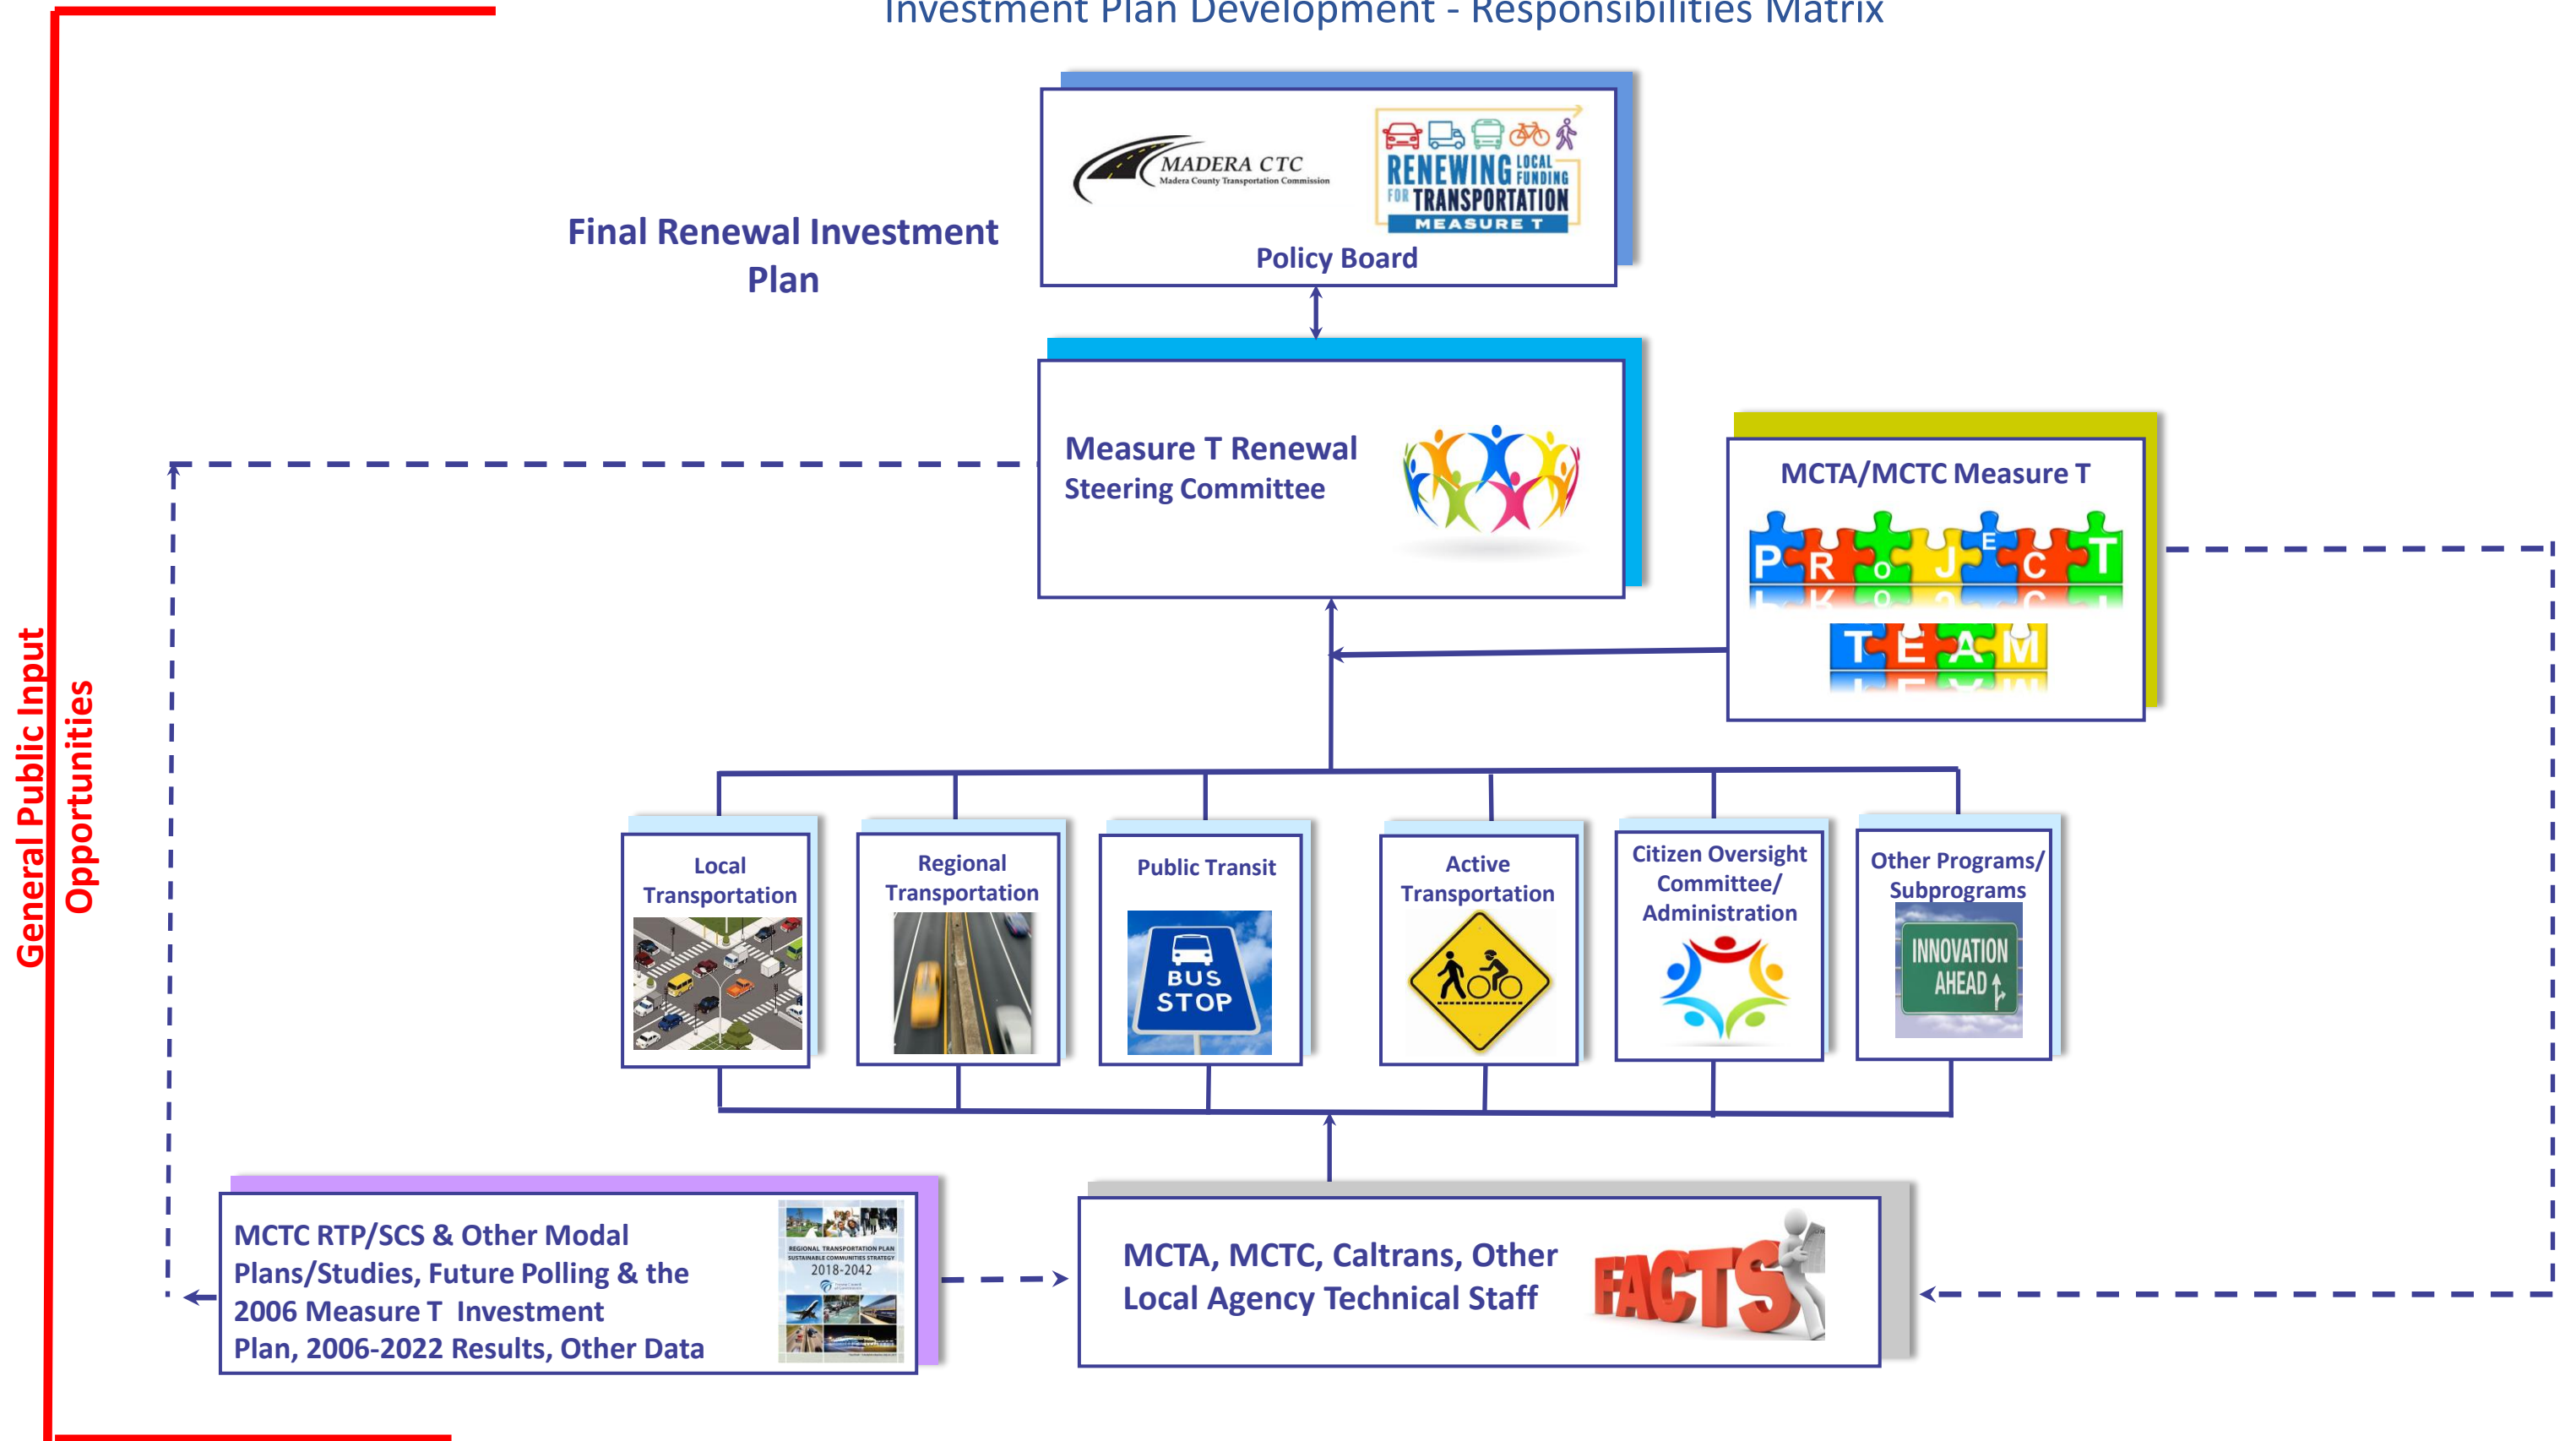 Investment Plan Development - Responsibilities Matrix
MADERA CTC
Madera County Transportation Commission
RENEWING LOCAL FUNDING
FOR TRANSPORTATION
MEASURE T
Policy Board
Final Renewal Investment
Plan
Measure T Renewal
Steering Committee
MCTA/MCTC Measure T
PROJECT
TEAM
General Public Input
Opportunities
Local
Transportation
Regional
Transportation
Public Transit
BUS
STOP
Active
Transportation
Citizen Oversight
Committee/
Administration
Other Programs/
Subprograms
INNOVATION
AHEAD
MCTC RTP/SCS & Other Modal
Plans/Studies, Future Polling & the
2006 Measure T Investment
Plan, 2006-2022 Results, Other Data
REGIONAL TRANSPORTATION PLAN
SUSTAINABLE COMMUNITIES STRATEGY
2018-2042
MCTA, MCTC, Caltrans, Other
Local Agency Technical Staff
FACTS